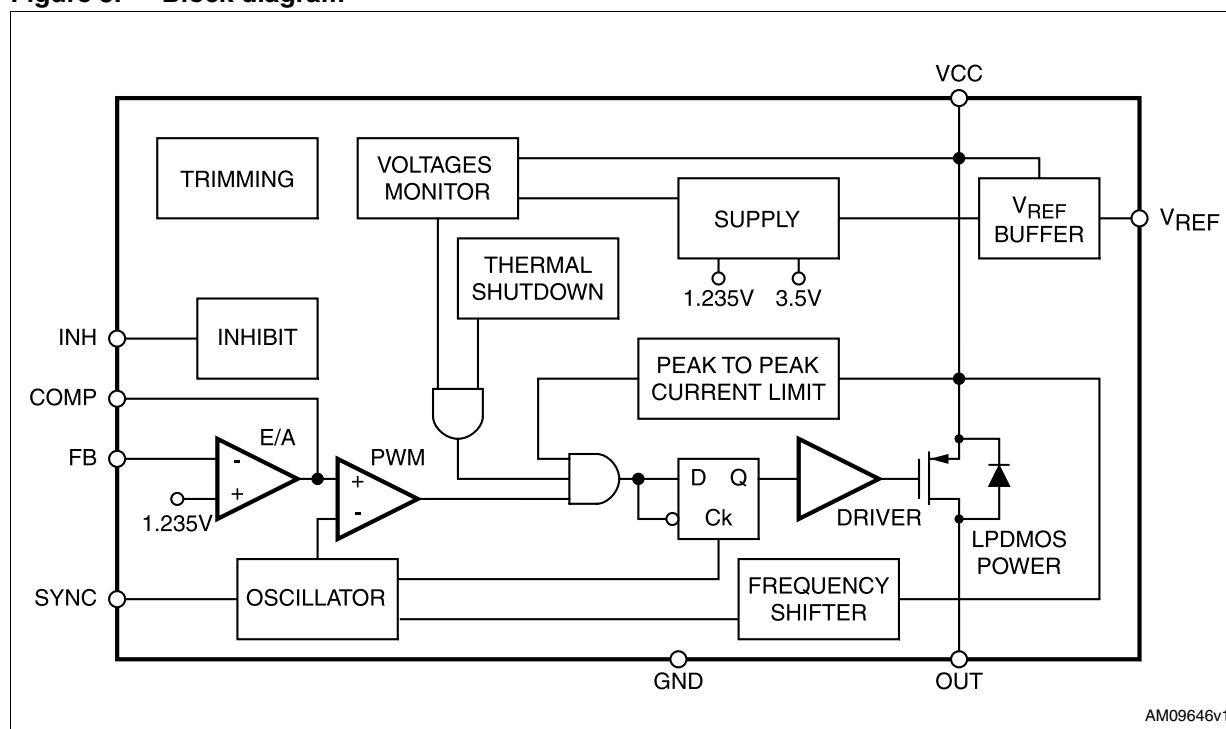 Figure Block diagram
VCC
TRIMMING
VOLTAGES
MONITOR
SUPPLY
VREF
BUFFER
VREF
THERMAL
SHUTDOWN
1.235V 3.5V
INH
INHIBIT
PEAK TO PEAK
CURRENT LIMIT
COMP
E/A
FB
-
+
1.235V
PWM
+
-
D Q
Ck
DRIVER
LPDMOS
POWER
SYNC
OSCILLATOR
FREQUENCY
SHIFTER
GND
OUT
AM09646v1